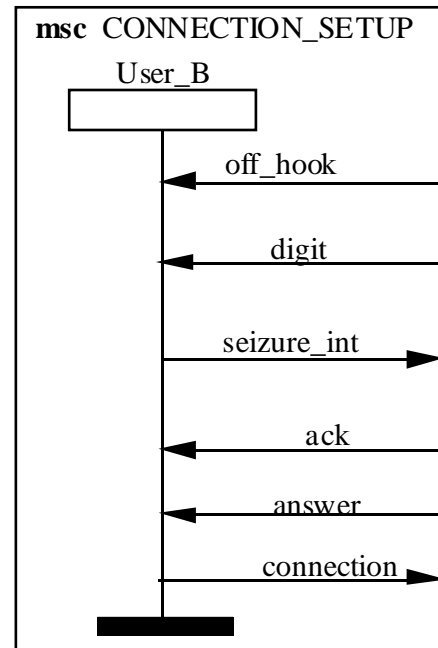 msc CONNECTION_SETUP
User_B
off_hook
digit
seizure_int
ack
answer
connection